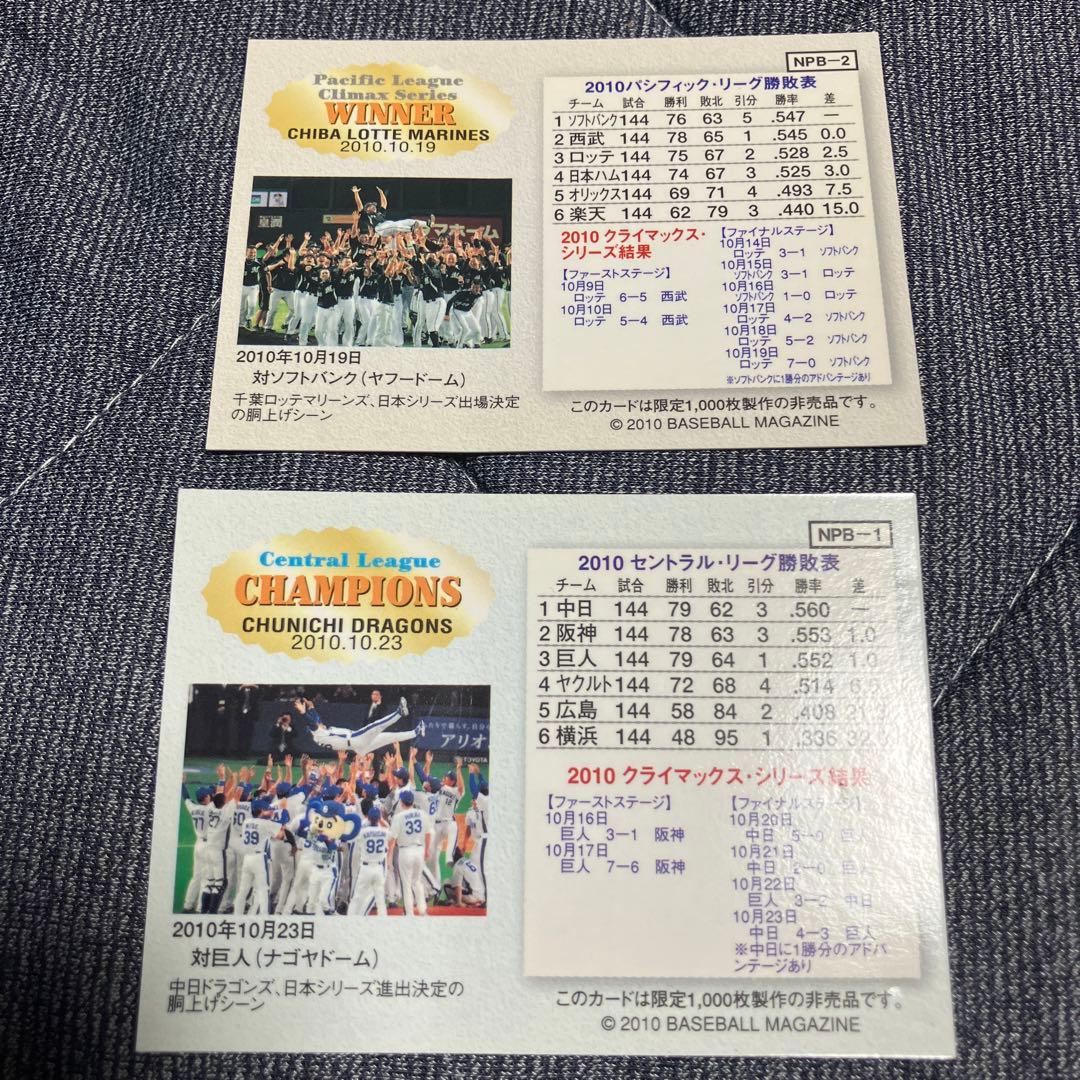 NPB-2
Pacific League
Climax Series
WINNER
CHIBA LOTTE MARINES
2010.10.19
2010年10月19日
対ソフトバンク(ヤフードーム)
千葉ロッテマリーンズ、日本シリーズ出場決定
の胴上げシーン
2010パシフィック・リーグ勝敗表
チーム 試合 勝利 敗北 引分 勝率 差
1 ソフトバンク 144 76 63 5 .547 —
2 西武 144 78 65 1 .545 0.0
3 ロッテ 144 75 67 2 .528 2.5
4 日本ハム 144 74 67 3 .525 3.0
5 オリックス 144 69 71 4 .493 7.5
6 楽天 144 62 79 3 .440 15.0
2010 クライマックス・
シリーズ結果
【ファーストステージ】
10月9日
ロッテ 6−5 西武
10月10日
ロッテ 5−4 西武
【ファイナルステージ】
10月14日
ロッテ 3−1 ソフトバンク
10月15日
ソフトバンク 3−1 ロッテ
10月16日
ソフトバンク 1−0 ロッテ
10月17日
ロッテ 4−2 ソフトバンク
10月18日
ロッテ 5−2 ソフトバンク
10月19日
ロッテ 7−0 ソフトバンク
※ソフトバンクに1勝分のアドバンテージあり
このカードは限定1,000枚製作の非売品です。
© 2010 BASEBALL MAGAZINE
NPB-1
Central League
CHAMPIONS
CHUNICHI DRAGONS
2010.10.23
アリオ
TOYOTA
39
92
33
2010年10月23日
対巨人(ナゴヤドーム)
中日ドラゴンズ、日本シリーズ進出決定の
胴上げシーン
2010 セントラル・リーグ勝敗表
チーム 試合 勝利 敗北 引分 勝率 差
1 中日 144 79 62 3 .560 —
2 阪神 144 78 63 3 .553 1.0
3 巨人 144 79 64 1 .552 1.0
4 ヤクルト 144 72 68 4 .514 6.5
5 広島 144 58 84 2 .408
6 横浜 144 48 95 1 .336
2010 クライマックス・シリーズ結果
【ファーストステージ】
10月16日
巨人 3−1 阪神
10月17日
巨人 7−6 阪神
【ファイナルステージ】
10月20日
中日 5−0 巨人
10月21日
中日 2−0 巨人
10月22日
巨人 3−2 中日
10月23日
中日 4−3 巨人
※中日に1勝分のアドバ
ンテージあり
このカードは限定1,000枚製作の非売品です。
© 2010 BASEBALL MAGAZINE